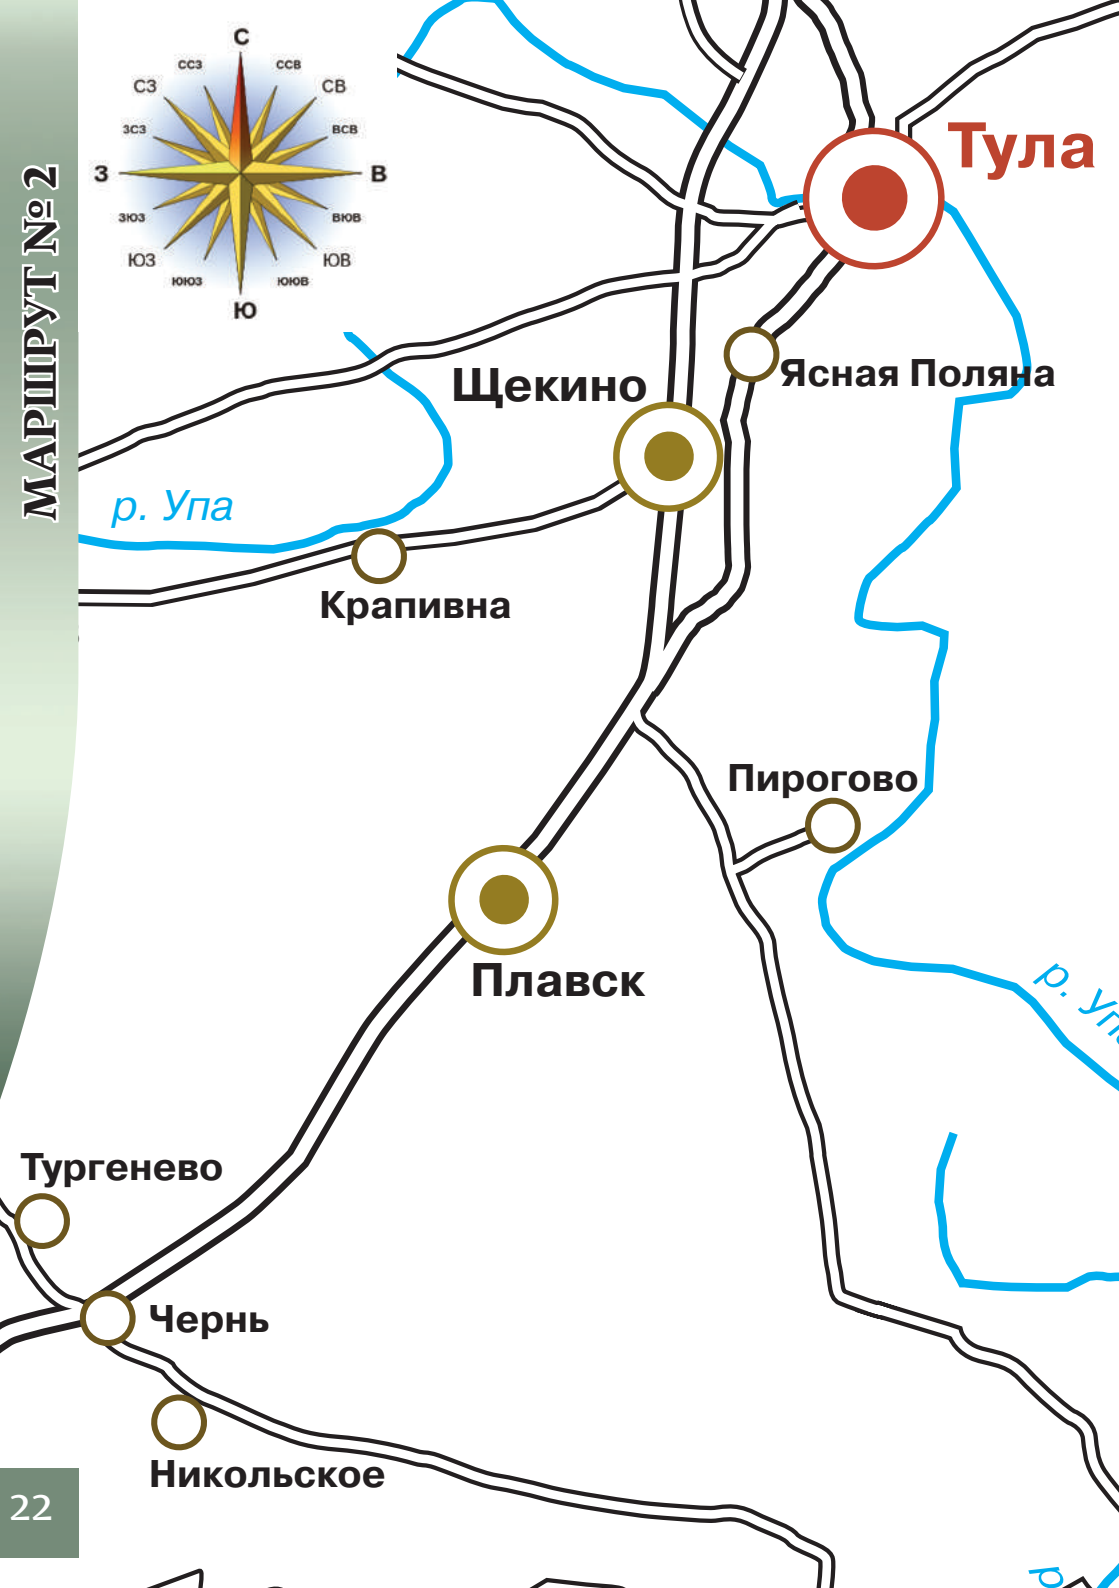 МАРШРУТ № 2
С
ССЗ
ССВ
СЗ
СВ
ЗСЗ
ВСВ
З
В
ЗЮЗ
ВЮВ
ЮЗ
ЮВ
ЮЮЗ
ЮЮВ
Ю
Тула
Ясная Поляна
Щекино
р. Упа
Крапивна
Пирогово
Плавск
р. Упа
Тургенево
Чернь
Никольское
22
р